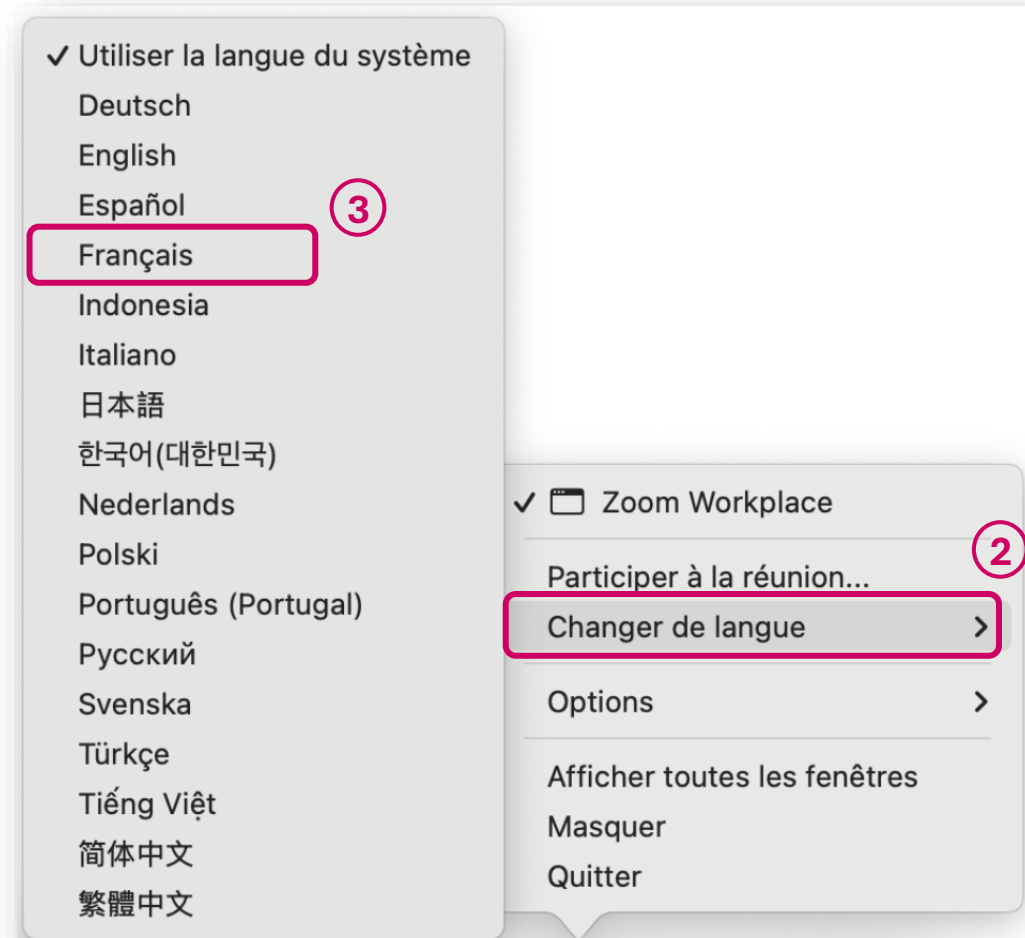 ✓ Utiliser la langue du système
Deutsch
English
Español
3
Français
Indonesia
Italiano
日本語
한국어(대한민국)
Nederlands
Polski
Português (Portugal)
Русский
Svenska
Türkçe
Tiếng Việt
简体中文
繁體中文
✓ Zoom Workplace
2
Participer à la réunion...
Changer de langue >
Options >
Afficher toutes les fenêtres
Masquer
Quitter